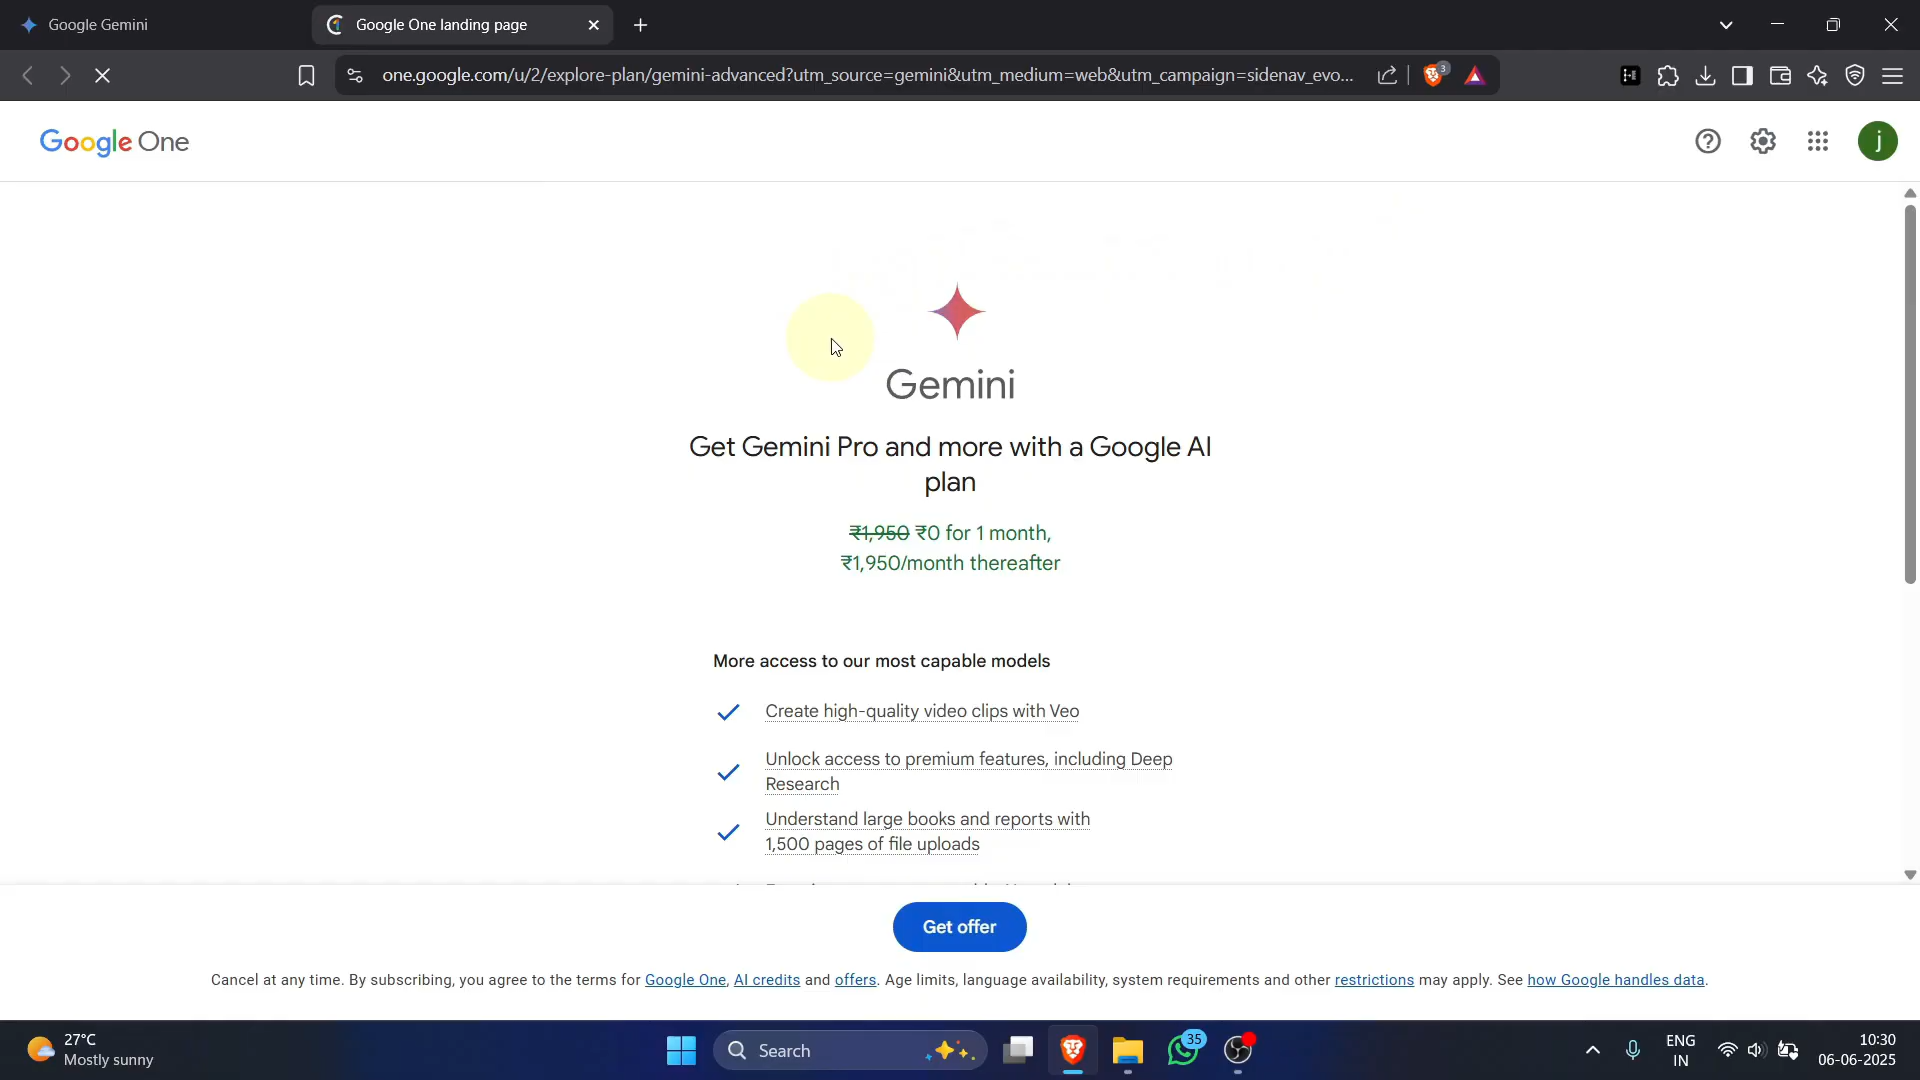 Google Gemini
Google One landing page
one.google.com/u/2/explore-plan/gemini-advanced?utm_source=gemini&utm_medium=web&utm_campaign=sidenav_evo...
3
Google One
j
Gemini
Get Gemini Pro and more with a Google AI
plan
₹1,950 ₹0 for 1 month,
₹1,950/month thereafter
More access to our most capable models
Create high-quality video clips with Veo
Unlock access to premium features, including Deep
Research
Understand large books and reports with
1,500 pages of file uploads
Get offer
Cancel at any time. By subscribing, you agree to the terms for Google One, AI credits and offers. Age limits, language availability, system requirements and other restrictions may apply. See how Google handles data.
27°C
Mostly sunny
Search
35
ENG
IN
10:30
06-06-2025